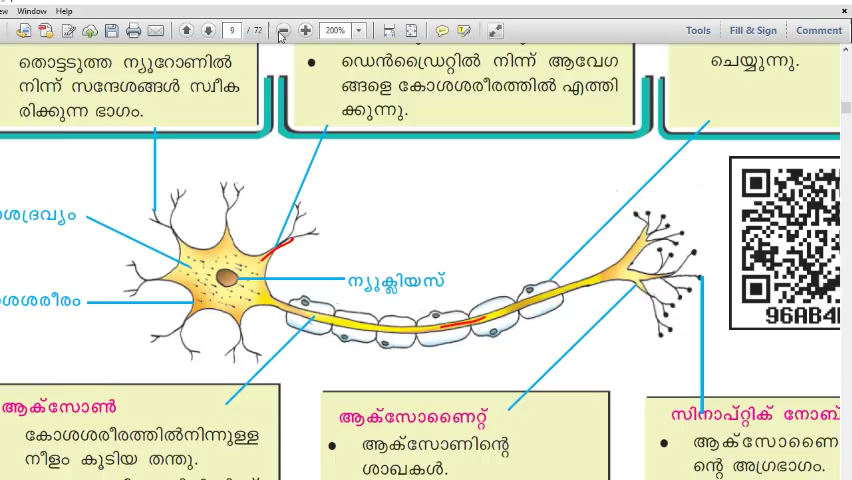 Window Help
9 / 72 200% Tools Fill & Sign Comment
തൊട്ടടുത്ത ന്യൂറോണിൽ
നിന്ന് സന്ദേശങ്ങൾ സ്വീക
രിക്കുന്ന ഭാഗം.
● ഡെൻഡ്രൈറ്റിൽ നിന്ന് ആവേഗ
ങ്ങളെ കോശശരീരത്തിൽ എത്തി
ക്കുന്നു.
ചെയ്യുന്നു.
ശദ്രവ്യം
ന്യൂക്ലിയസ്
ശശരീരം
96AB4
ആക്സോൺ
കോശശരീരത്തിൽനിന്നുള്ള
നീളം കൂടിയ തന്തു.
ആക്സോണൈറ്റ്
● ആക്സോണിന്റെ
ശാഖകൾ.
സിനാപ്റ്റിക് നോബ്
● ആക്സോണൈ
ന്റെ അഗ്രഭാഗം.